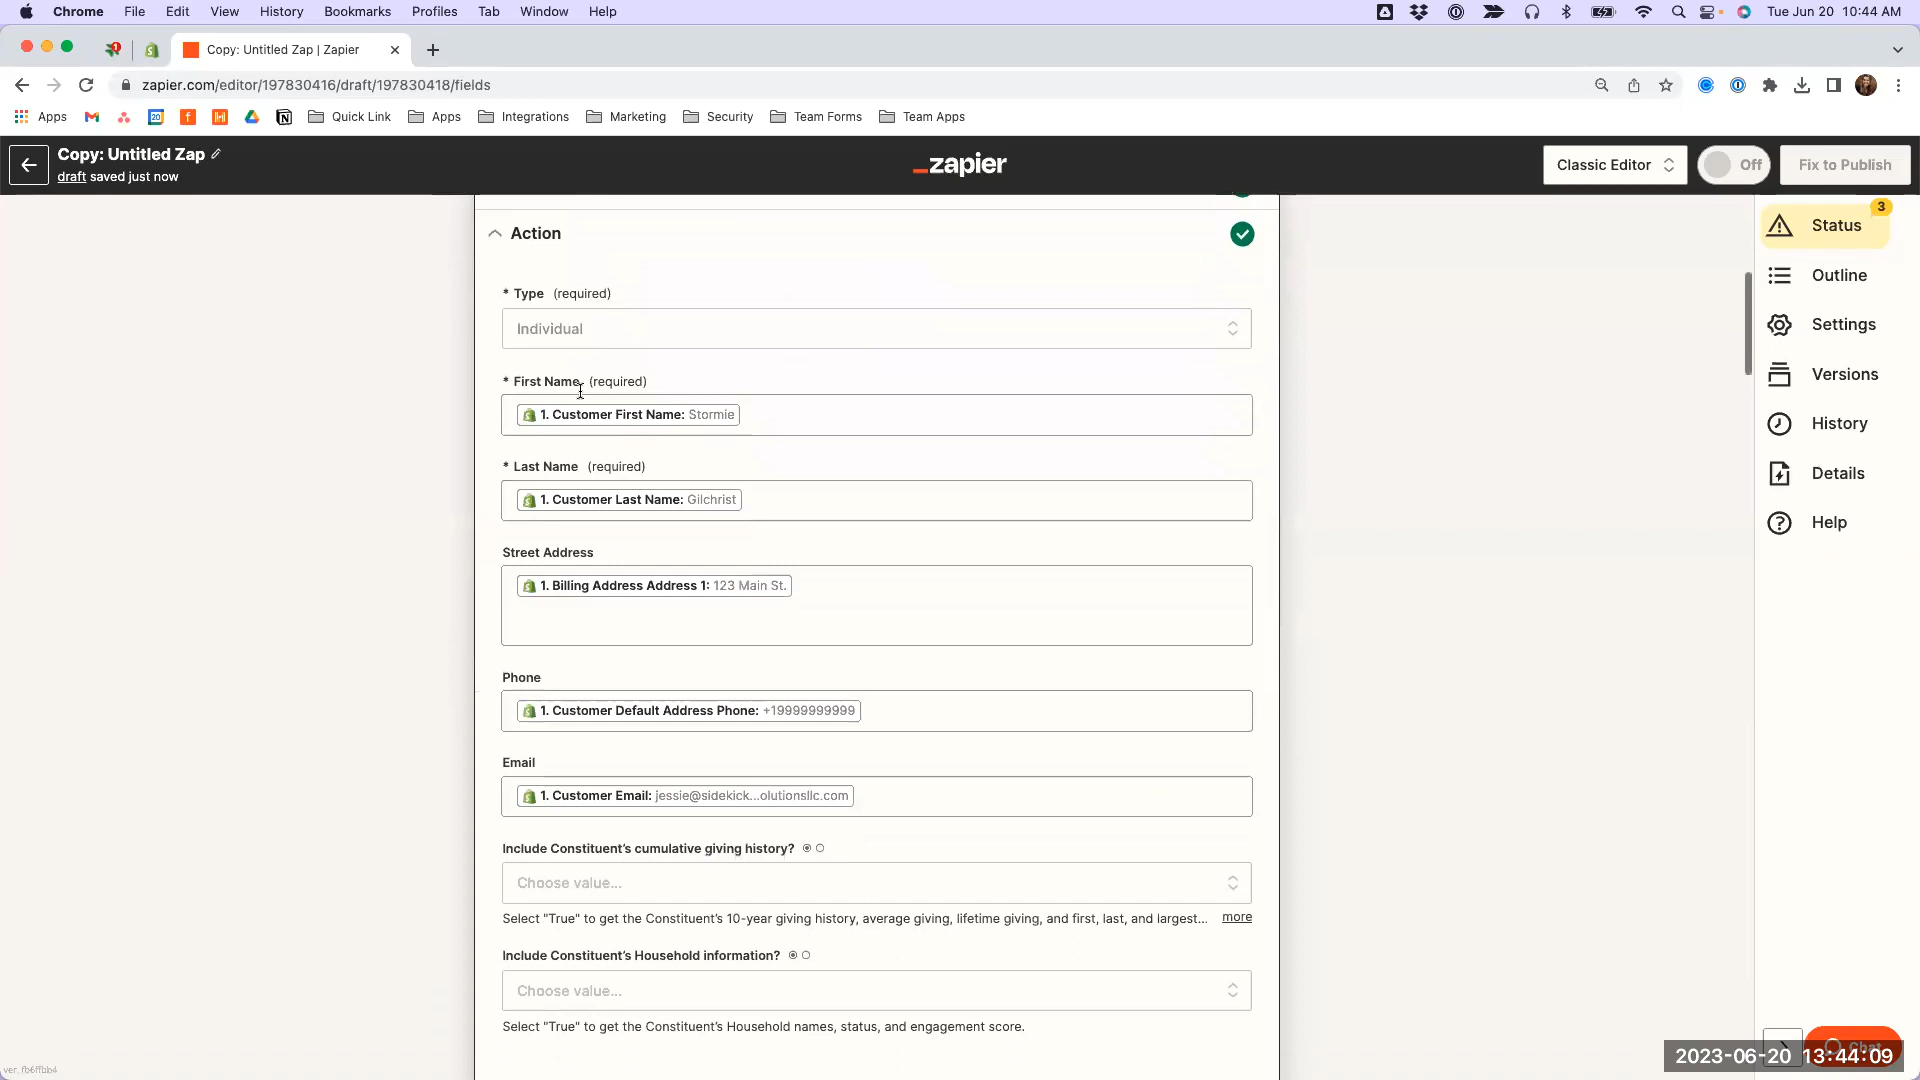 Chrome File Edit View History Bookmarks Profiles Tab Window Help Tue Jun 20 10:44 AM
Copy: Untitled Zap | Zapier
zapier.com/editor/197830416/draft/197830418/fields
Apps Quick Link Apps Integrations Marketing Security Team Forms Team Apps
Copy: Untitled Zap
draft saved just now
_zapier
Classic Editor
Off
Fix to Publish
Action
* Type (required)
Individual
* First Name (required)
1. Customer First Name: Stormie
* Last Name (required)
1. Customer Last Name: Gilchrist
Street Address
1. Billing Address Address 1: 123 Main St.
Phone
1. Customer Default Address Phone: +19999999999
Email
1. Customer Email: jessie@sidekick...olutionsllc.com
Include Constituent's cumulative giving history?
Choose value...
Select "True" to get the Constituent's 10-year giving history, average giving, lifetime giving, and first, last, and largest... more
Include Constituent's Household information?
Choose value...
Select "True" to get the Constituent's Household names, status, and engagement score.
3
Status
Outline
Settings
Versions
History
Details
Help
Chat
2023-06-20 13:44:09
ver. fb6ffbb4